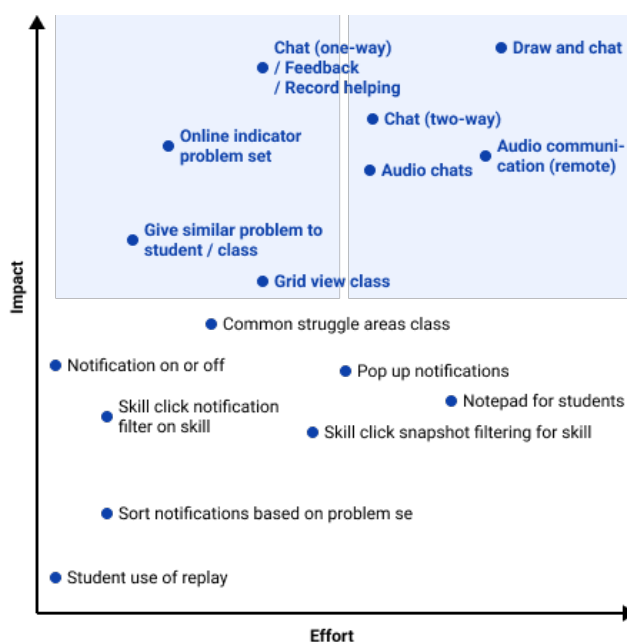 Chat (one-way)
/ Feedback
/ Record helping
Draw and chat
Chat (two-way)
Online indicator
problem set
Audio communi-
cation (remote)
Audio chats
Give similar problem to
student / class
Grid view class
Impact
Common struggle areas class
Notification on or off
Pop up notifications
Skill click notification
filter on skill
Notepad for students
Skill click snapshot filtering for skill
Sort notifications based on problem se
Student use of replay
Effort